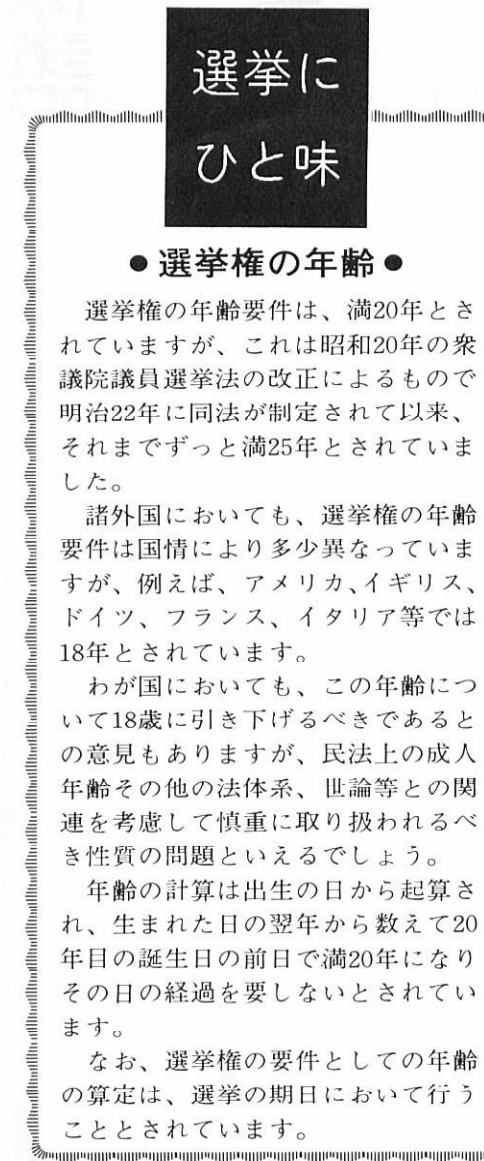 選挙に
ひと味
●選挙権の年齢●
　選挙権の年齢要件は、満20年とさ
れていますが、これは昭和20年の衆
議院議員選挙法の改正によるもので
明治22年に同法が制定されて以来、
それまでずっと満25年とされていま
した。
　諸外国においても、選挙権の年齢
要件は国情により多少異なっていま
すが、例えば、アメリカ、イギリス、
ドイツ、フランス、イタリア等では
18年とされています。
　わが国においても、この年齢につ
いて18歳に引き下げるべきであると
の意見もありますが、民法上の成人
年齢その他の法体系、世論等との関
連を考慮して慎重に取り扱われるべ
き性質の問題といえるでしょう。
　年齢の計算は出生の日から起算さ
れ、生まれた日の翌年から数えて20
年目の誕生日の前日で満20年になり
その日の経過を要しないとされてい
ます。
　なお、選挙権の要件としての年齢
の算定は、選挙の期日において行う
こととされています。